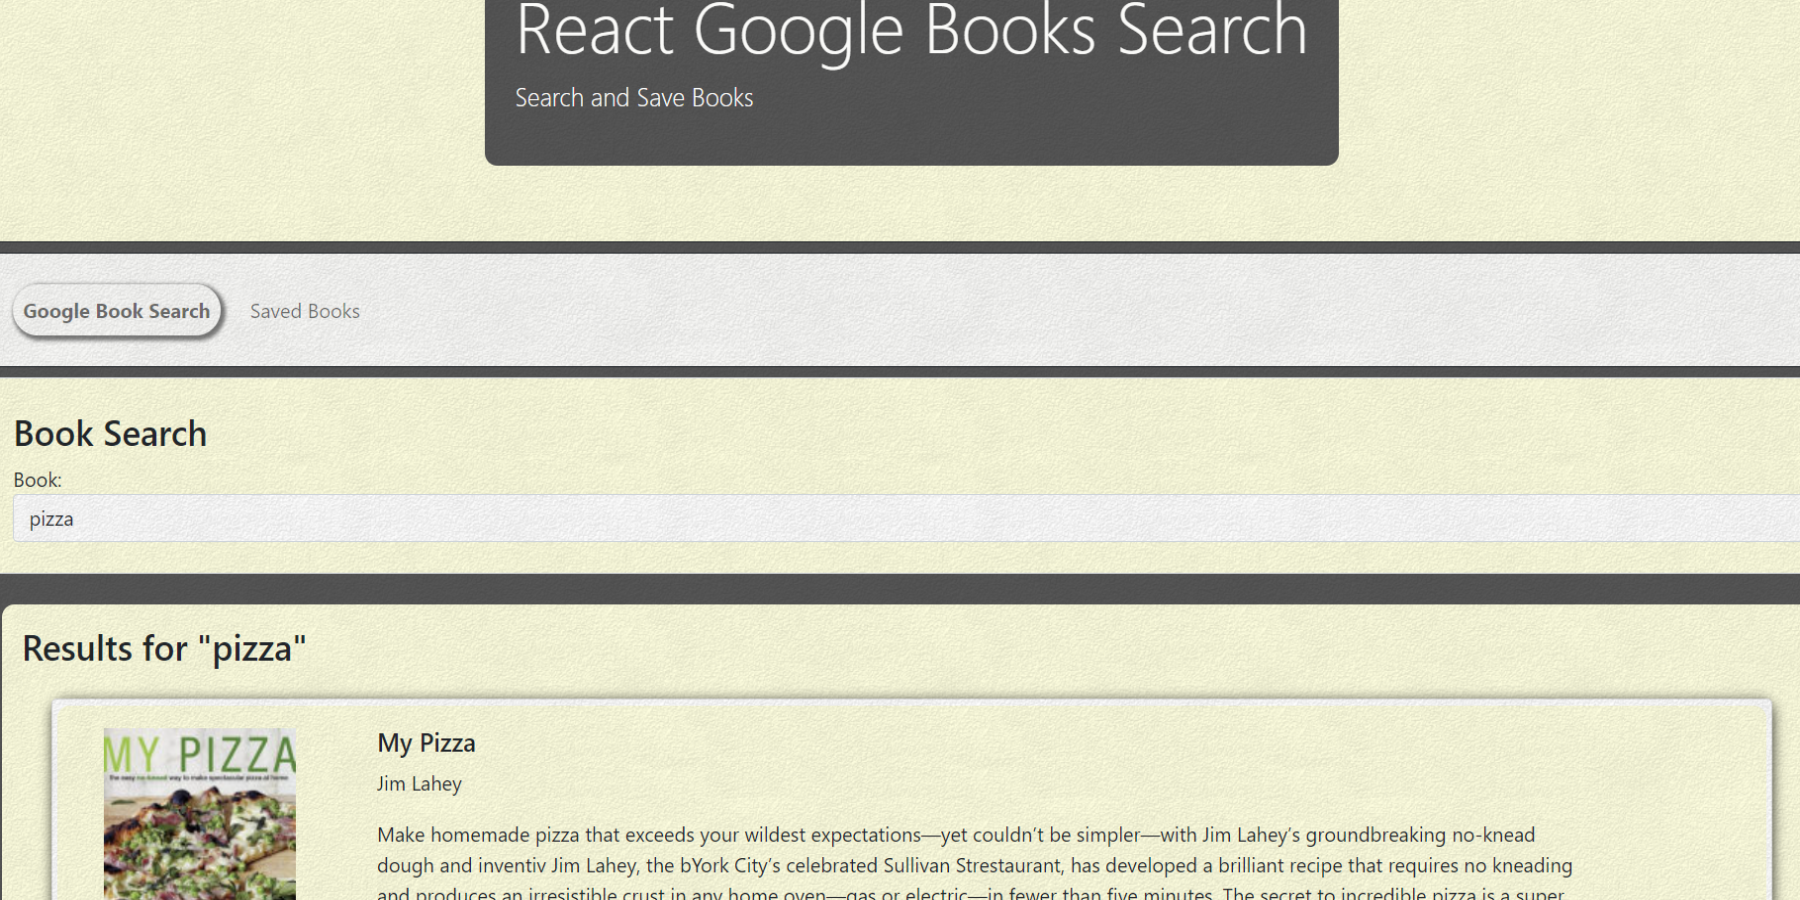 React Google Books Search
Search and Save Books
Google Book Search
Saved Books
Book Search
Book:
pizza
Results for "pizza"
MY PIZZA
the easy no-knead way to make spectacular pizza at home
My Pizza
Jim Lahey
Make homemade pizza that exceeds your wildest expectations—yet couldn’t be simpler—with Jim Lahey’s groundbreaking no-knead
dough and inventiv Jim Lahey, the bYork City’s celebrated Sullivan Strestaurant, has developed a brilliant recipe that requires no kneading
and produces an irresistible crust in any home oven—gas or electric—in fewer than five minutes. The secret to incredible pizza is a super